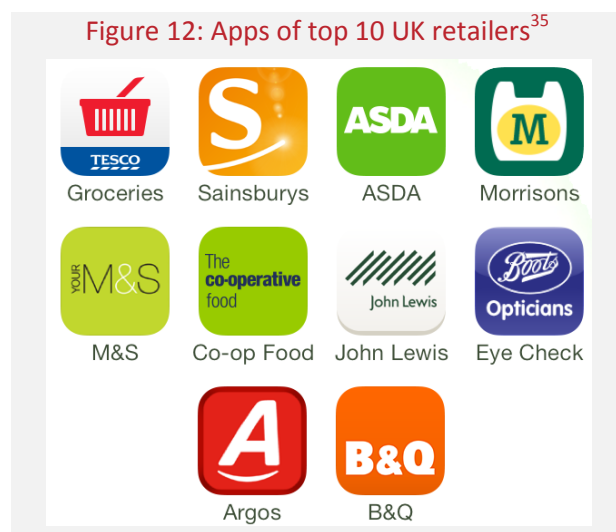 Figure 12: Apps of top 10 UK retailers35
TESCO
S
ASDA
M
Groceries Sainsburys ASDA Morrisons
YOUR M&S
The
co-operative
food
John Lewis
Boots
Opticians
M&S Co-op Food John Lewis Eye Check
A
B&Q
Argos B&Q